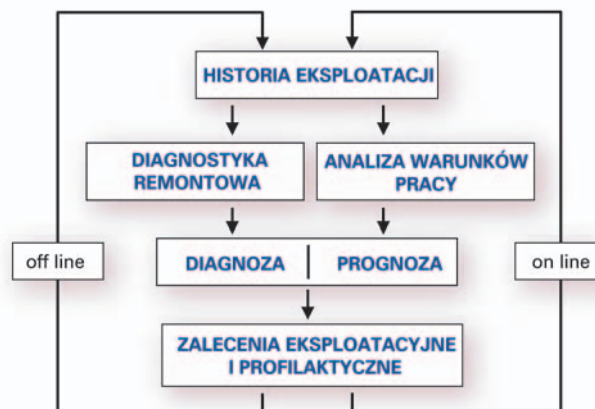 HISTORIA EKSPLOATACJI
DIAGNOSTYKA
REMONTOWA
ANALIZA WARUNKÓW
PRACY
off line
DIAGNOZA | PROGNOZA
on line
ZALECENIA EKSPLOATACYJNE
I PROFILAKTYCZNE